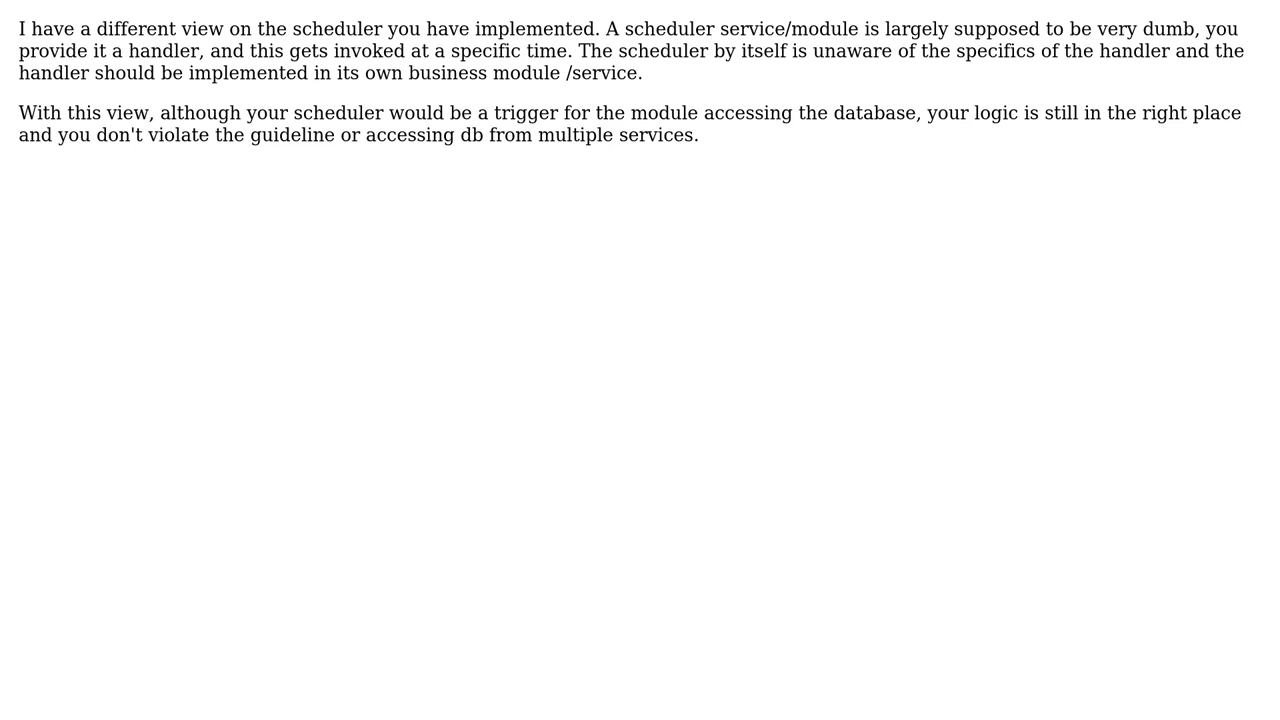 I have a different view on the scheduler you have implemented. A scheduler service/module is largely supposed to be very dumb, you
provide it a handler, and this gets invoked at a specific time. The scheduler by itself is unaware of the specifics of the handler and the
handler should be implemented in its own business module /service.
With this view, although your scheduler would be a trigger for the module accessing the database, your logic is still in the right place
and you don't violate the guideline or accessing db from multiple services.